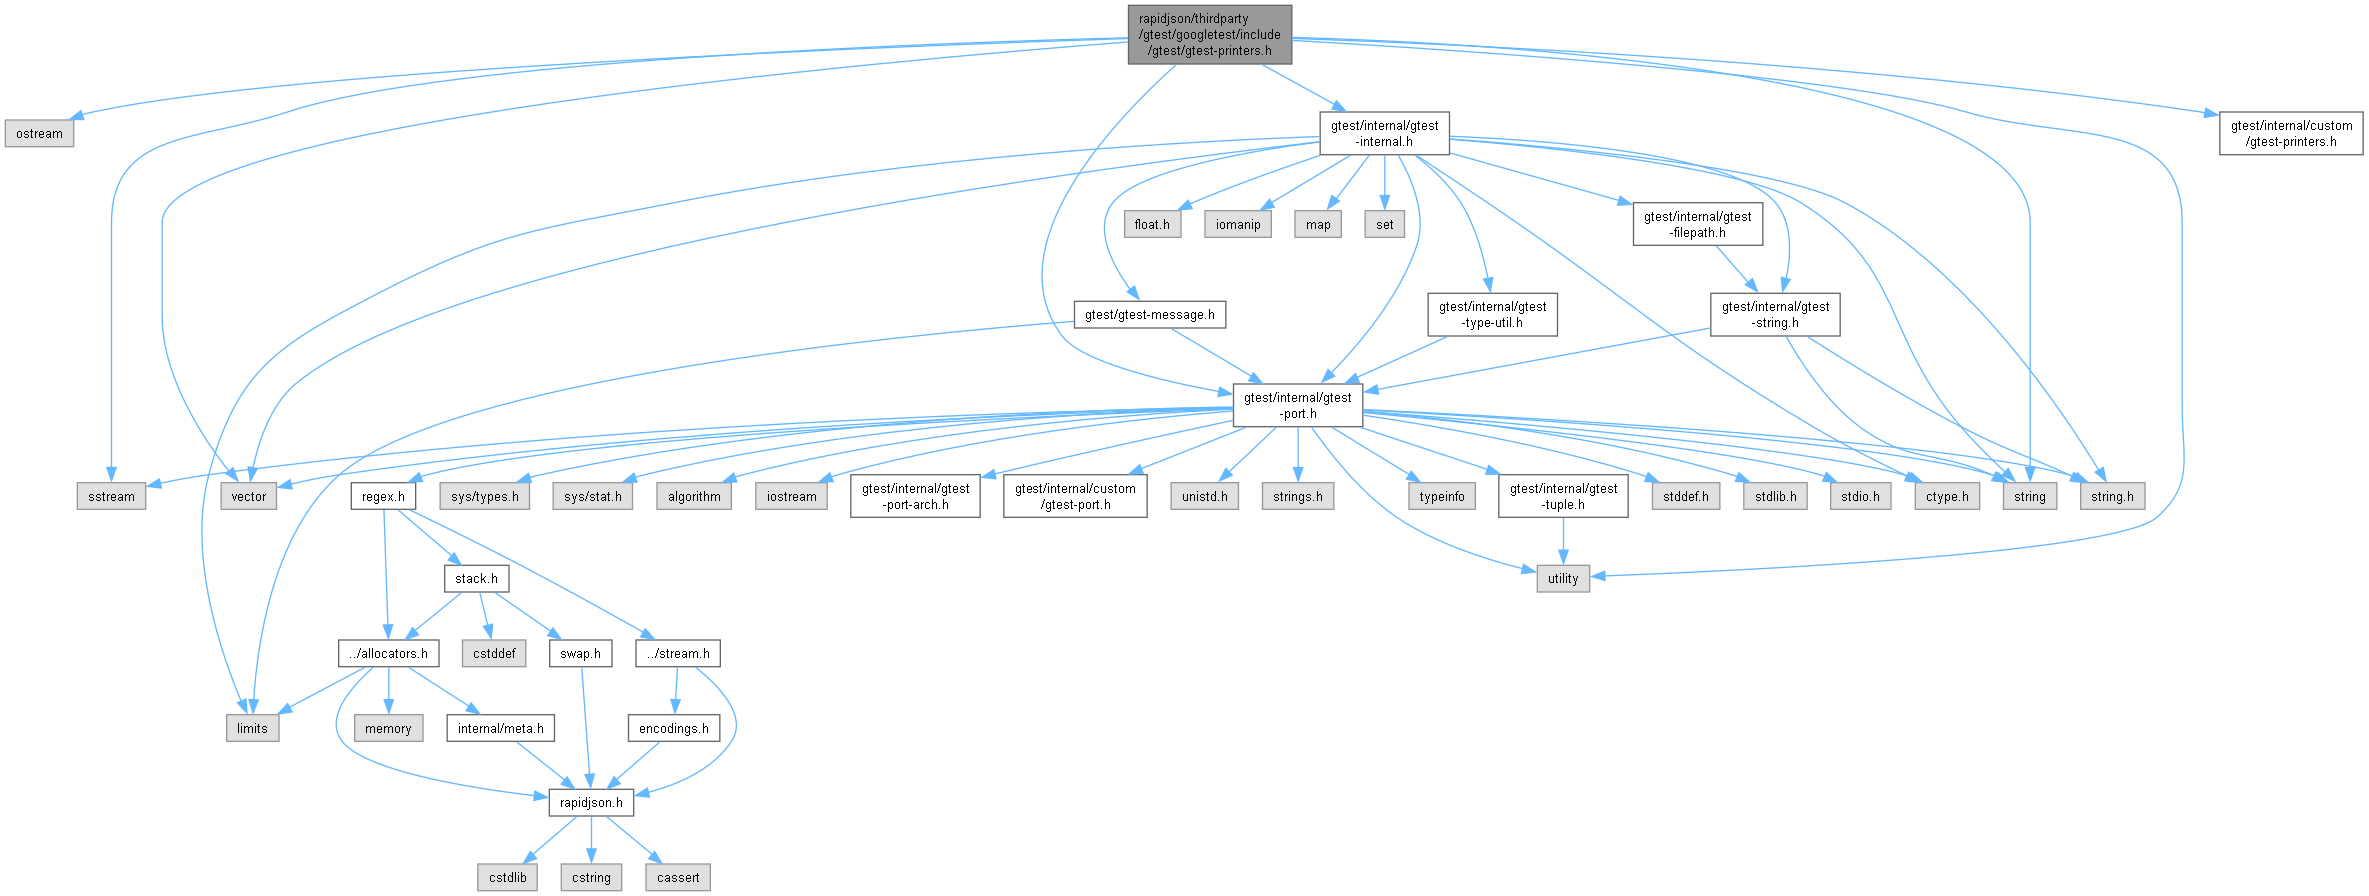 rapidjson/thirdparty
/gtest/googletest/include
/gtest/gtest-printers.h
ostream
gtest/internal/gtest
-internal.h
gtest/internal/custom
/gtest-printers.h
float.h
iomanip
map
set
gtest/internal/gtest
-filepath.h
gtest/gtest-message.h
gtest/internal/gtest
-type-util.h
gtest/internal/gtest
-string.h
gtest/internal/gtest
-port.h
sstream
vector
regex.h
sys/types.h
sys/stat.h
algorithm
iostream
gtest/internal/gtest
-port-arch.h
gtest/internal/custom
/gtest-port.h
unistd.h
strings.h
typeinfo
gtest/internal/gtest
-tuple.h
stddef.h
stdlib.h
stdio.h
ctype.h
string
string.h
stack.h
utility
../allocators.h
cstddef
swap.h
../stream.h
limits
memory
internal/meta.h
encodings.h
rapidjson.h
cstdlib
cstring
cassert